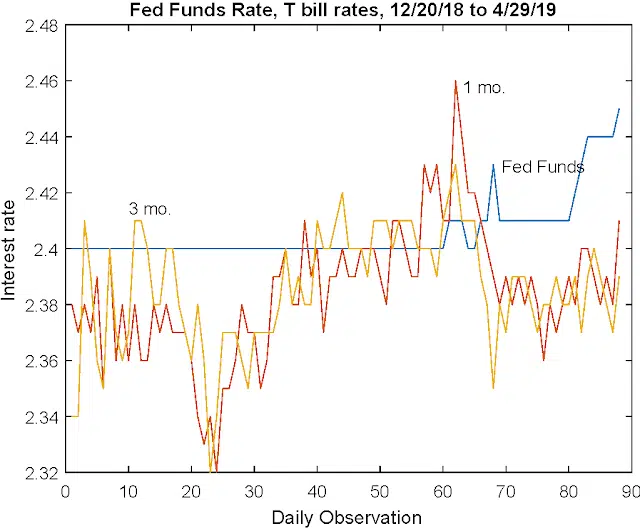 Fed Funds Rate, T bill rates, 12/20/18 to 4/29/19
2.48
2.46
1 mo.
2.44
Fed Funds
2.42
3 mo.
2.4
Interest rate
2.38
2.36
2.34
2.32
0 10 20 30 40 50 60 70 80 90
Daily Observation